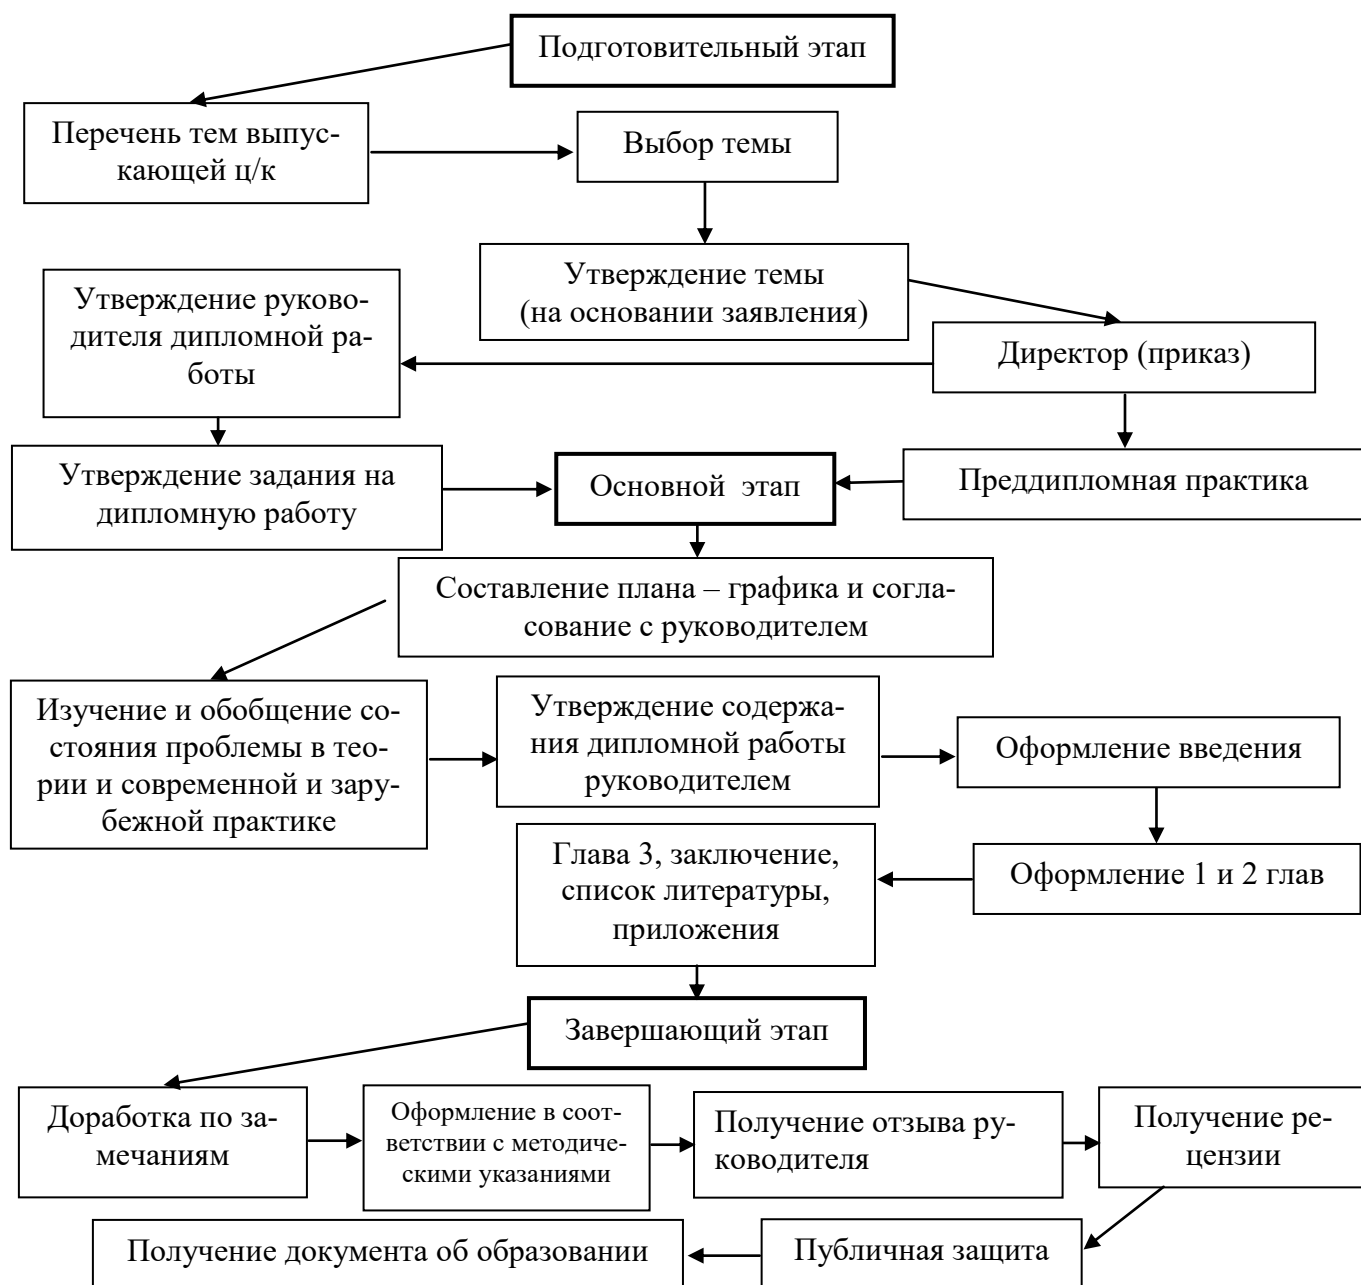 Подготовительный этап
Перечень тем выпус-
кающей ц/к
Выбор темы
Утверждение темы
(на основании заявления)
Утверждение руково-
дителя дипломной ра-
боты
Директор (приказ)
Утверждение задания на
дипломную работу
Основной этап
Преддипломная практика
Составление плана – графика и согла-
сование с руководителем
Изучение и обобщение со-
стояния проблемы в тео-
рии и современной и зару-
бежной практике
Утверждение содержа-
ния дипломной работы
руководителем
Оформление введения
Глава 3, заключение,
список литературы,
приложения
Оформление 1 и 2 глав
Завершающий этап
Доработка по за-
мечаниям
Оформление в соот-
ветствии с методиче-
скими указаниями
Получение отзыва ру-
ководителя
Получение ре-
цензии
Получение документа об образовании
Публичная защита